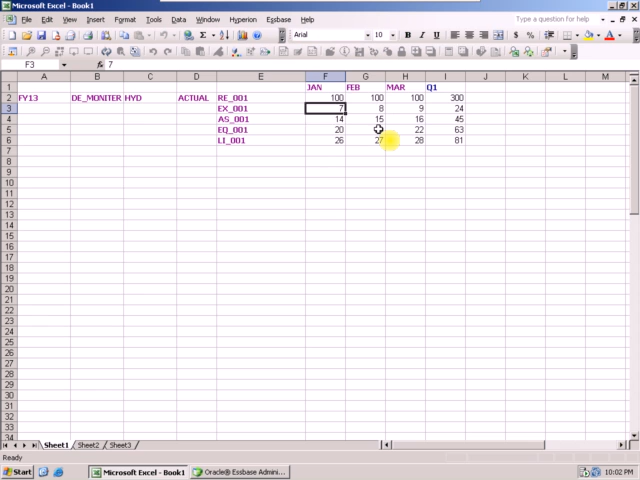 Microsoft Excel - Book1
File Edit View Insert Format Tools Data Window Hyperion Essbase Help
Type a question for help
Arial 10 B I U $ %
F3 fx 7
A B C D E F G H I J K L M
1 JAN FEB MAR Q1
2 FY13 DE_MONITER HYD ACTUAL RE_001 100 100 100 300
3 EX_001 7 8 9 24
4 AS_001 14 15 16 45
5 EQ_001 20 22 63
6 LI_001 26 27 28 81
7
8
9
10
11
12
13
14
15
16
17
18
19
20
21
22
23
24
25
26
27
28
29
30
31
32
33
34
Sheet1 Sheet2 Sheet3
Ready
Start Microsoft Excel - Book1 Oracle® Essbase Admini... 10:02 PM